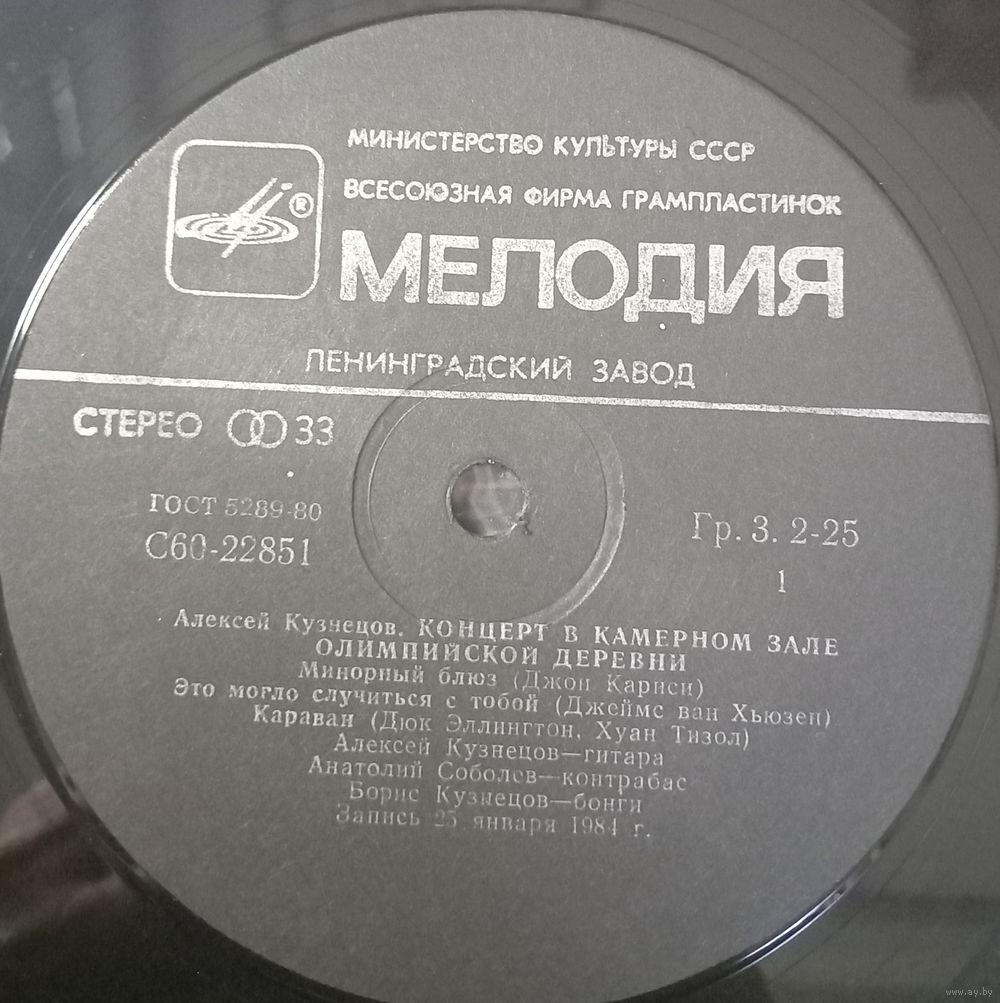 МИНИСТЕРСТВО КУЛЬТУРЫ СССР
ВСЕСОЮЗНАЯ ФИРМА ГРАМПЛАСТИНОК
®
МЕЛОДИЯ
ЛЕНИНГРАДСКИЙ ЗАВОД
СТЕРЕО 33
ГОСТ 5289-80
С60-22851
Гр. 3. 2-25
1
Алексей Кузнецов. КОНЦЕРТ В КАМЕРНОМ ЗАЛЕ
ОЛИМПИЙСКОЙ ДЕРЕВНИ
Минорный блюз (Джон Кариси)
Это могло случиться с тобой (Джеймс ван Хьюзен)
Караван (Дюк Эллингтон, Хуан Тизол)
Алексей Кузнецов—гитара
Анатолий Соболев—контрабас
Борис Кузнецов—бонги
Запись 25 января 1984 г.
www.ay.by